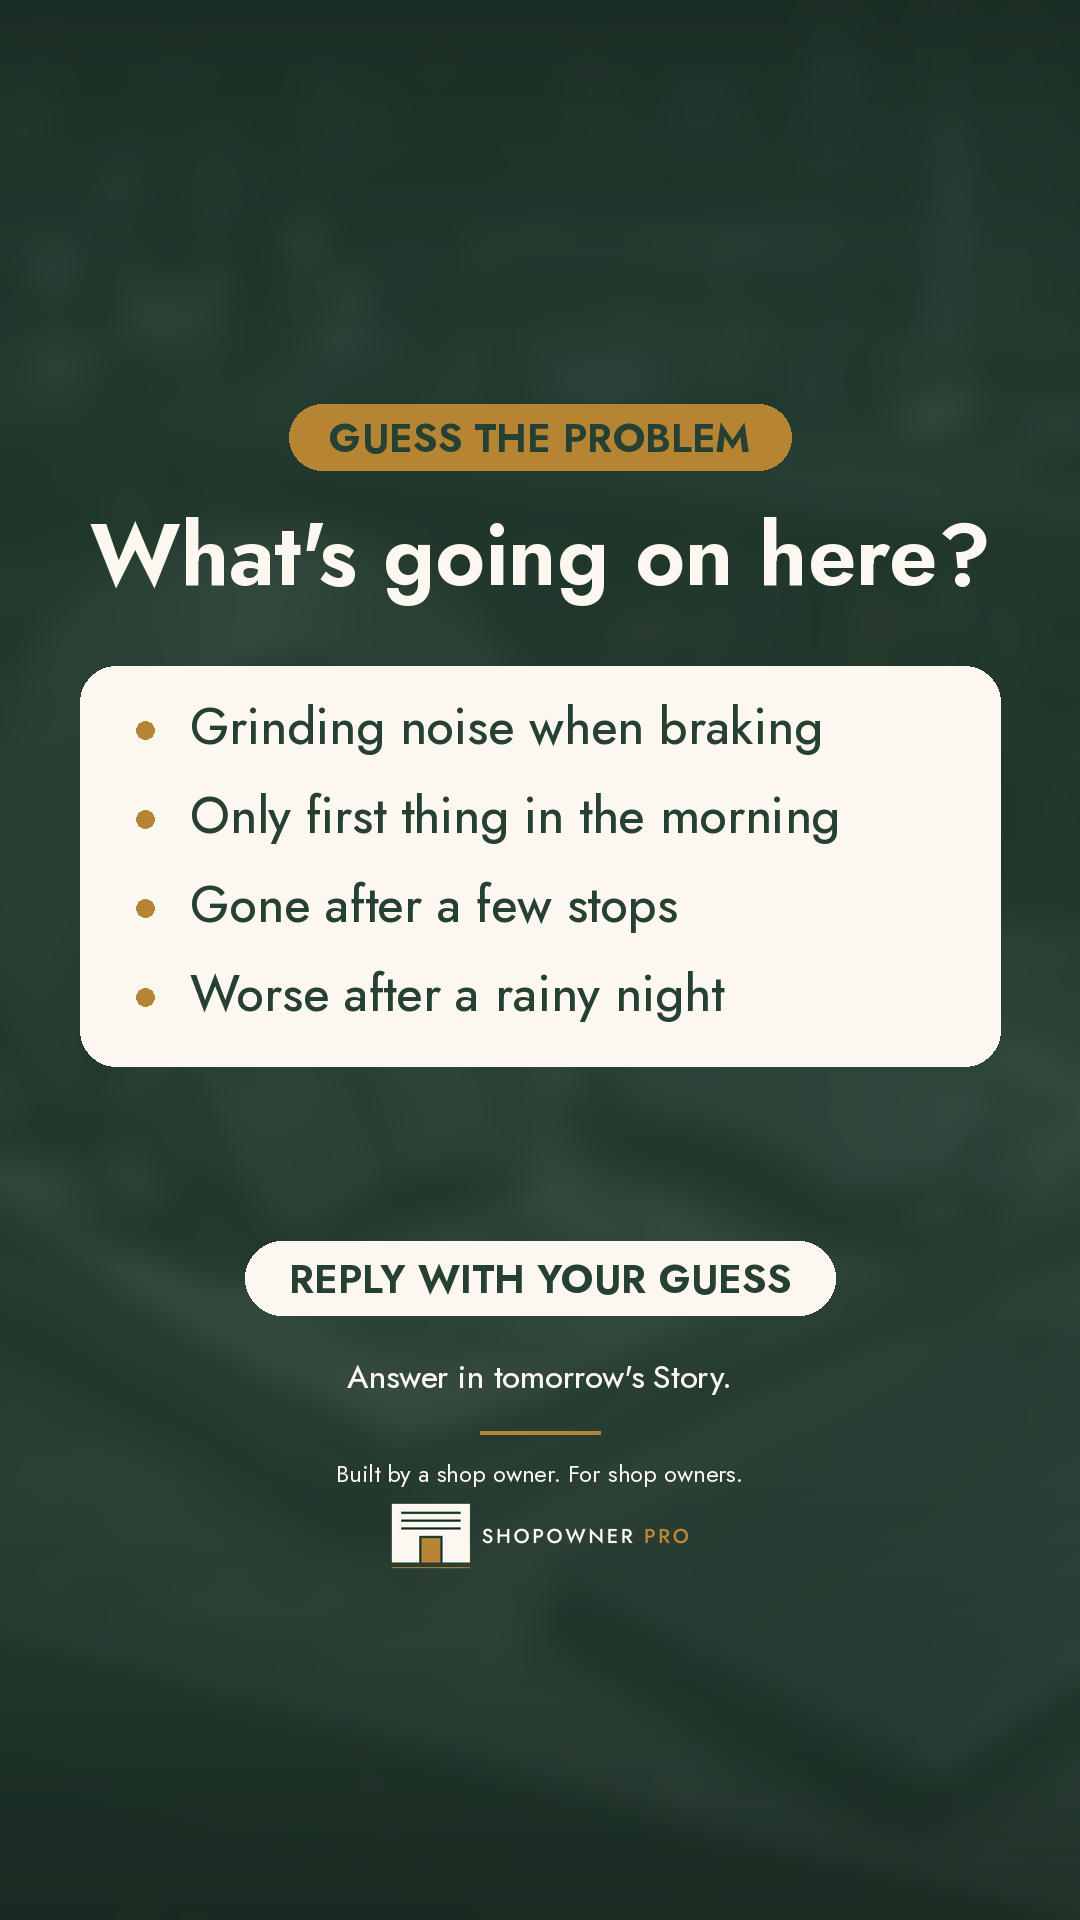 GUESS THE PROBLEM
What's going on here?
Grinding noise when braking
Only first thing in the morning
Gone after a few stops
Worse after a rainy night
REPLY WITH YOUR GUESS
Answer in tomorrow's Story.
Built by a shop owner. For shop owners.
SHOPOWNER PRO